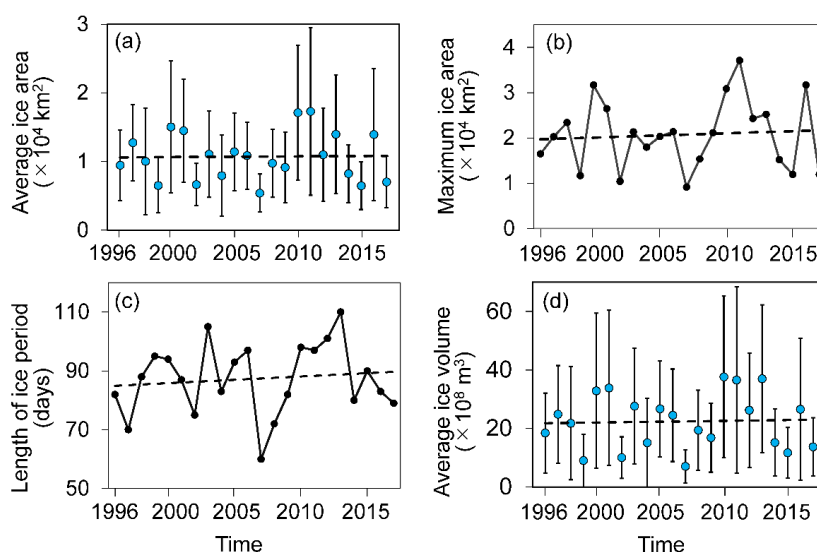 (a)
Average ice area
(×10⁴ km²)
3
2
1
0
1996 2000 2005 2010 2015
(b)
Maximum ice area
(×10⁴ km²)
4
3
2
1
0
1996 2000 2005 2010 2015
(c)
Length of ice period
(days)
110
90
70
50
1996 2000 2005 2010 2015
Time
(d)
Average ice volume
(×10⁸ m³)
60
40
20
0
1996 2000 2005 2010 2015
Time